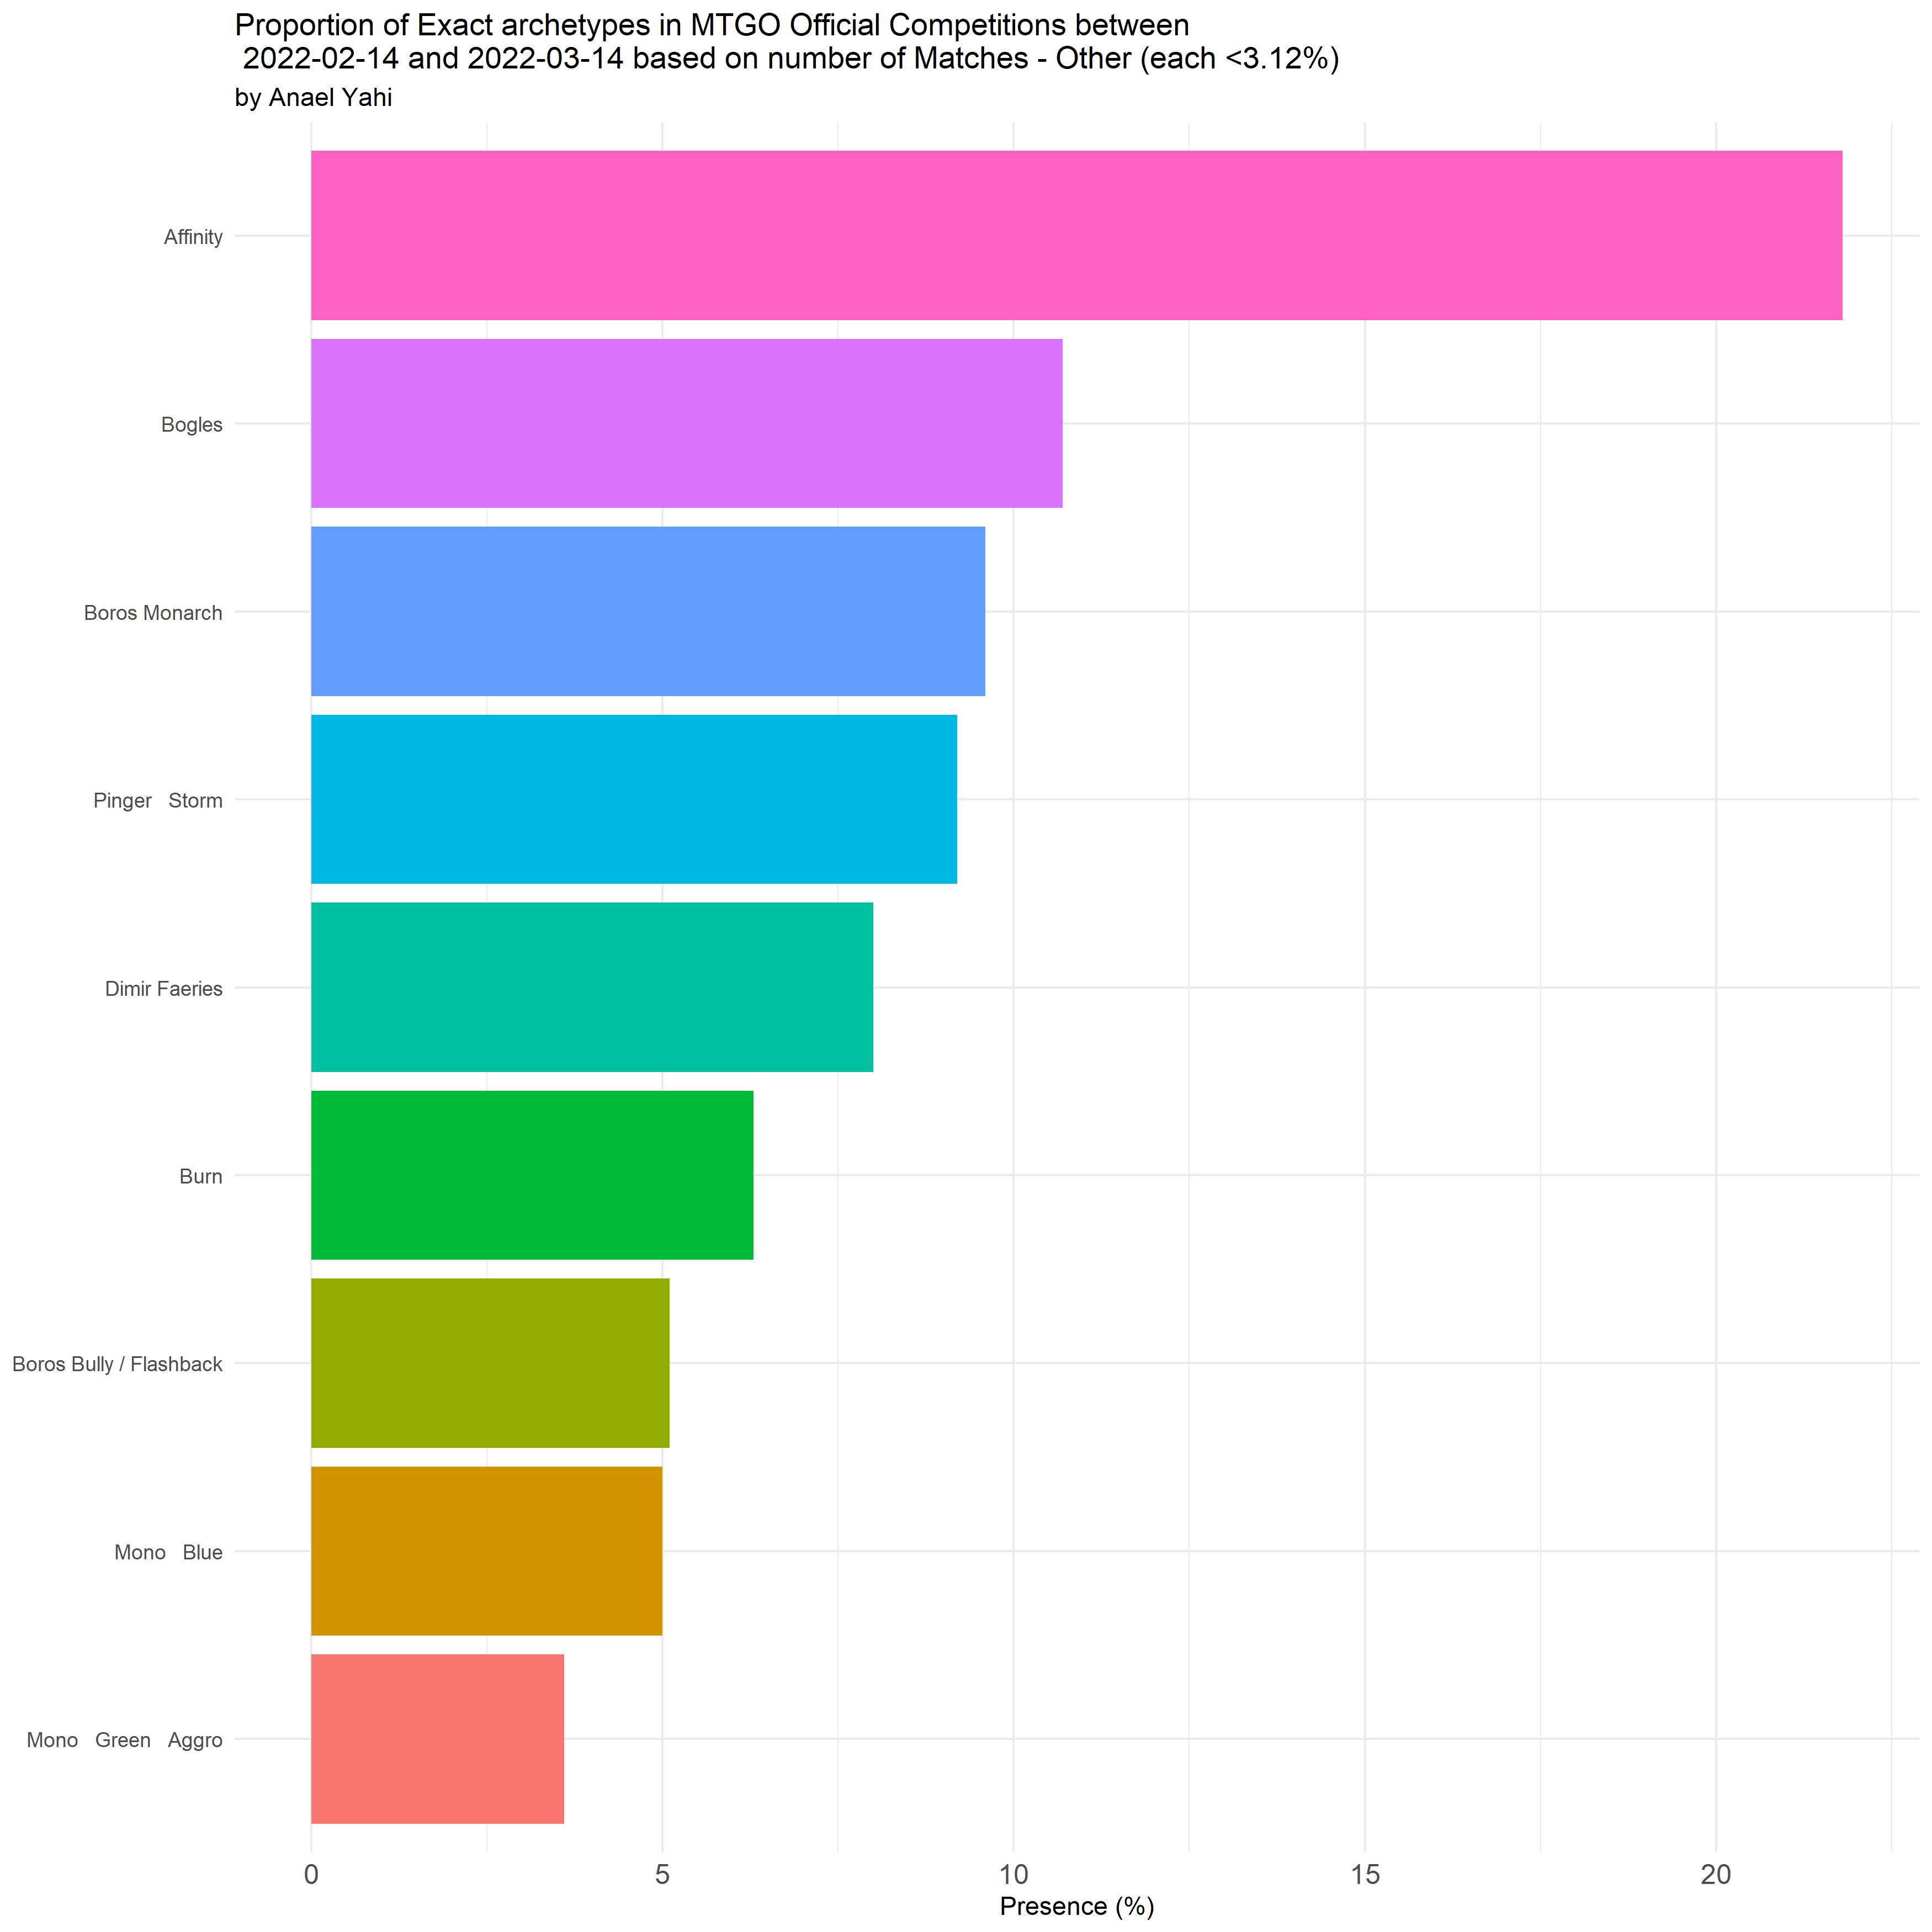 Proportion of Exact archetypes in MTGO Official Competitions between
2022-02-14 and 2022-03-14 based on number of Matches - Other (each <3.12%)
by Anael Yahi
Affinity
Bogles
Boros Monarch
Pinger Storm
Dimir Faeries
Burn
Boros Bully / Flashback
Mono Blue
Mono Green Aggro
0 5 10 15 20
Presence (%)